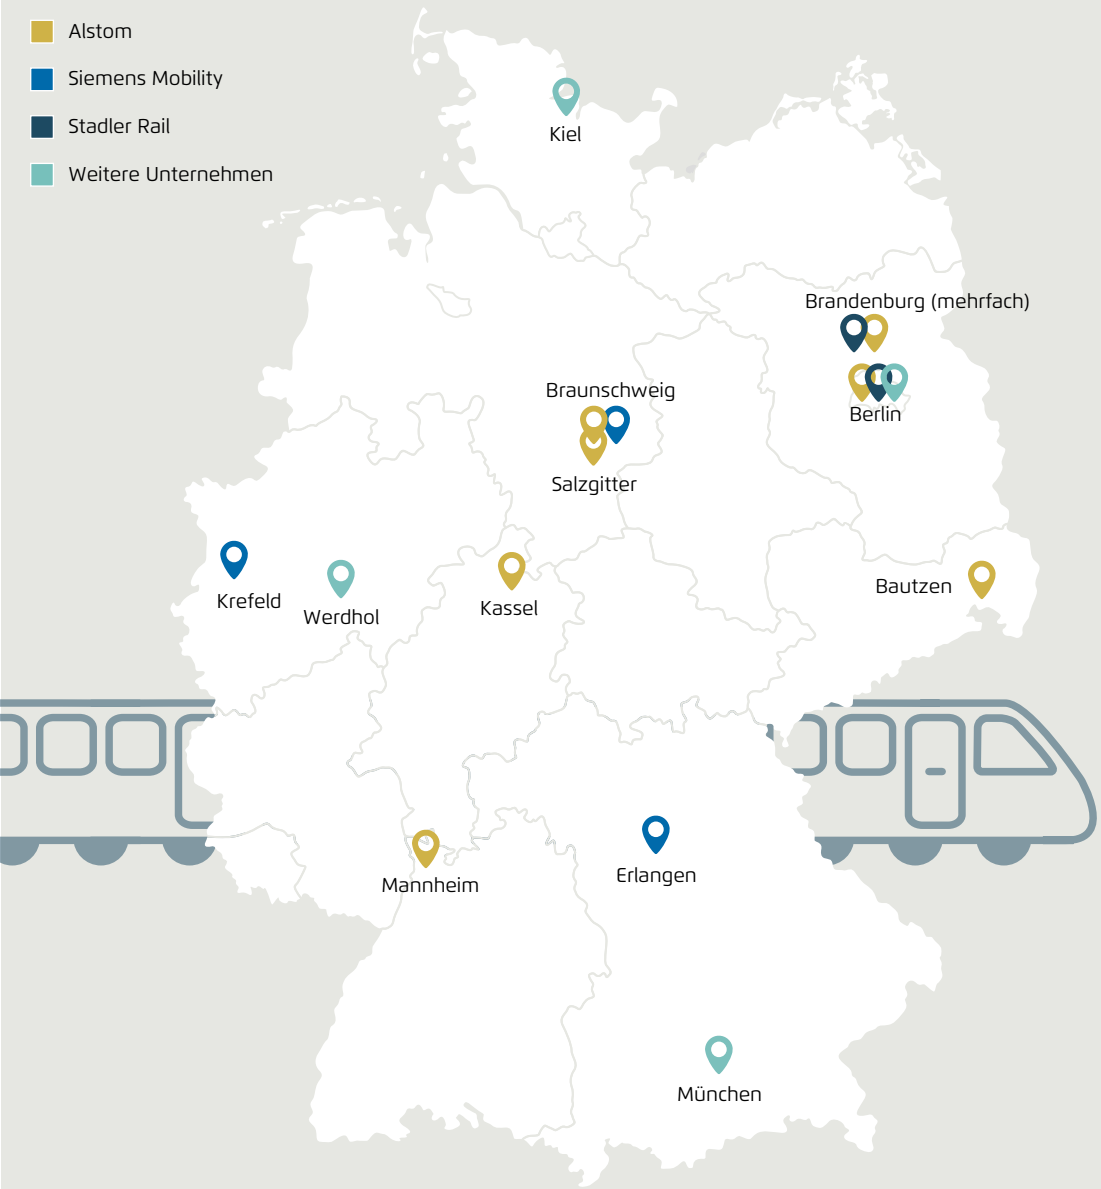 Alstom
Siemens Mobility
Stadler Rail
Weitere Unternehmen
Kiel
Brandenburg (mehrfach)
Braunschweig
Berlin
Salzgitter
Krefeld
Werdhol
Kassel
Bautzen
Mannheim
Erlangen
München